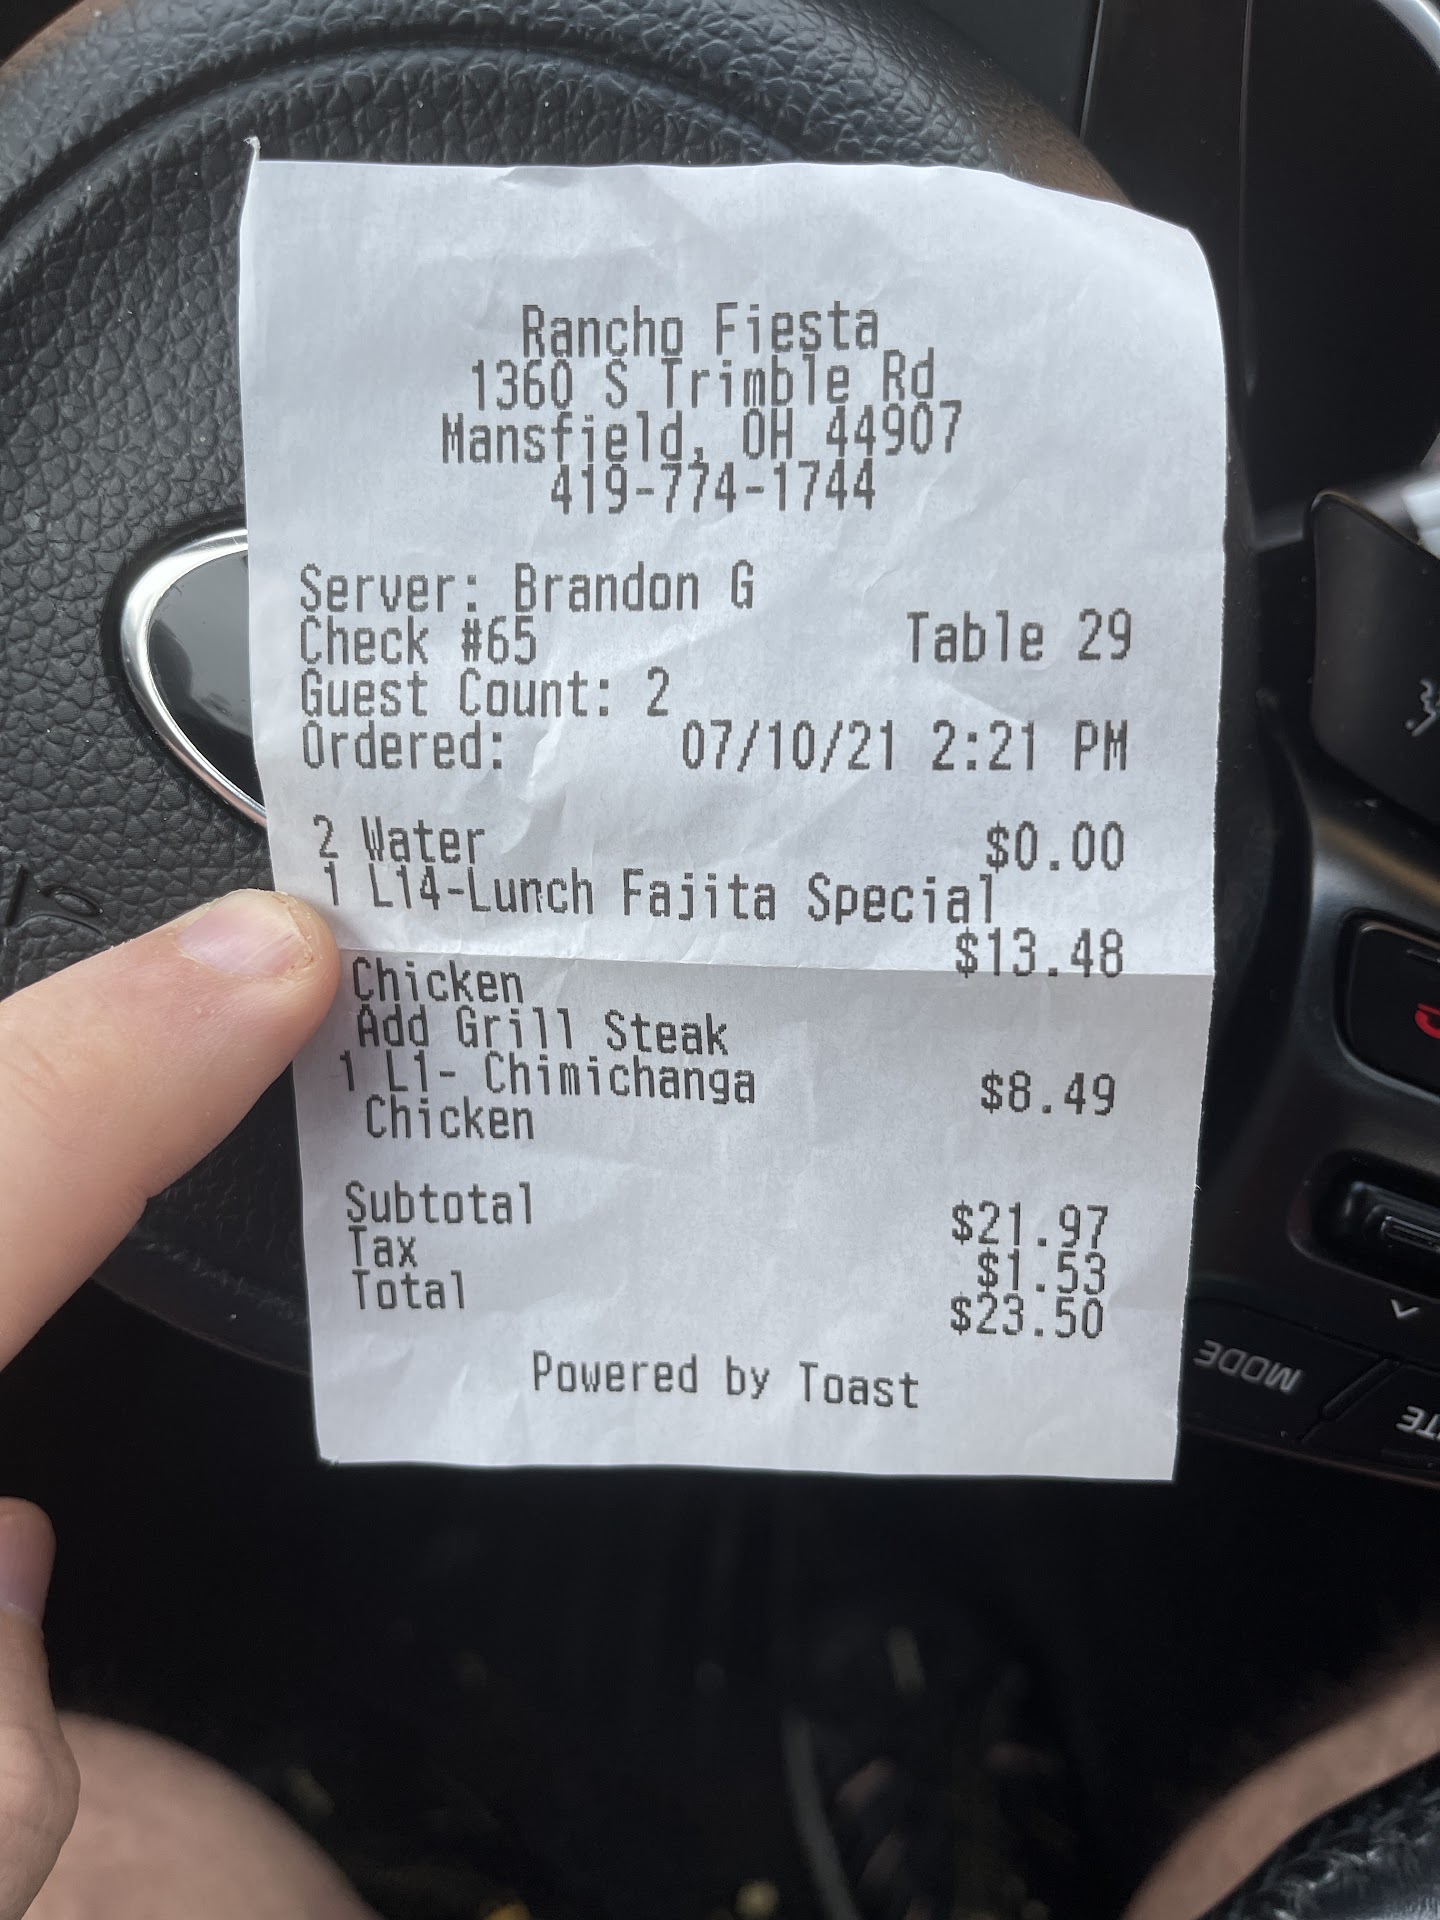 Rancho Fiesta
1360 S Trimble Rd
Mansfield, OH 44907
419-774-1744
Server: Brandon G
Check #65 Table 29
Guest Count: 2
Ordered: 07/10/21 2:21 PM
2 Water $0.00
1 L14-Lunch Fajita Special
$13.48
Chicken
Add Grill Steak
1 L1- Chimichanga $8.49
Chicken
Subtotal $21.97
Tax $1.53
Total $23.50
Powered by Toast
MODE